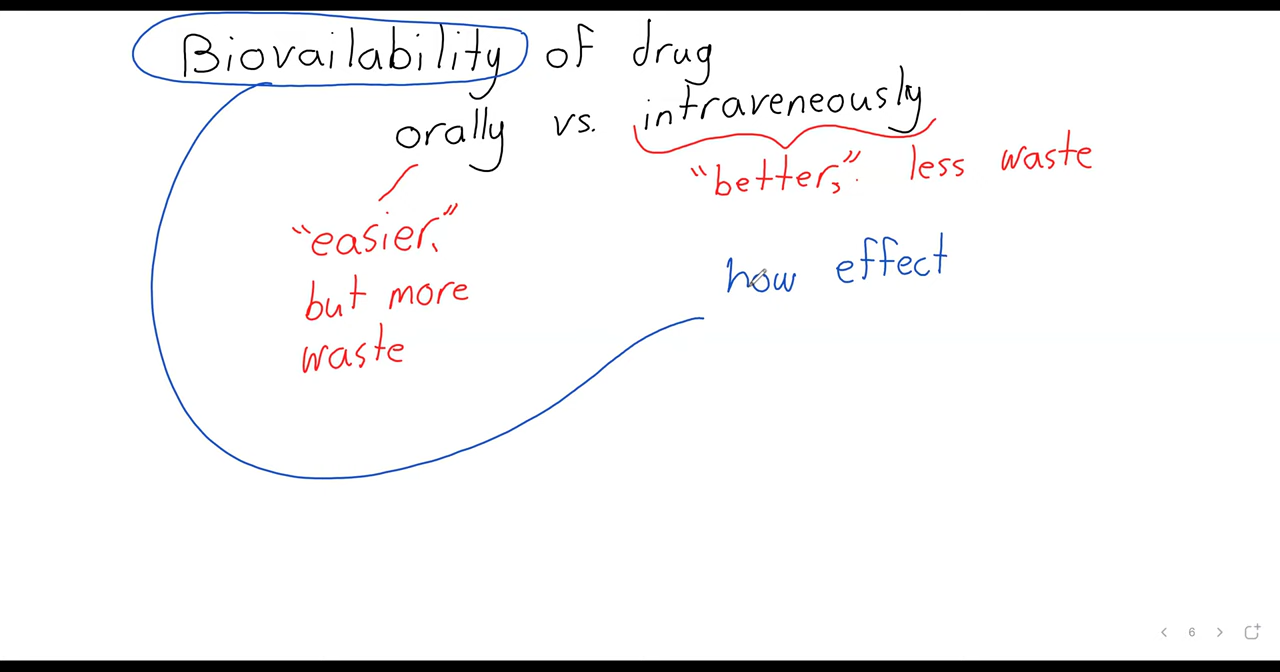 Biovailability of drug
orally vs. intraveneously
"better," less waste
"easier,"
but more
waste
how effect
6